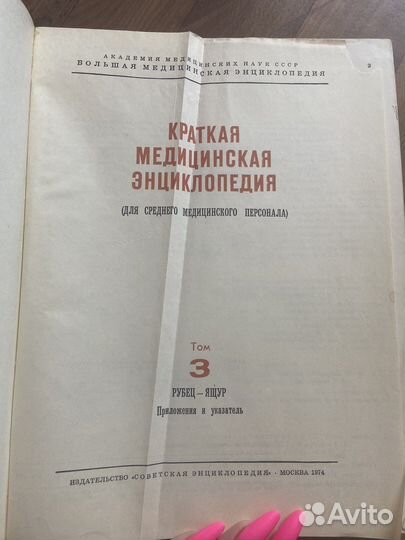 АКАДЕМИЯ МЕДИЦИНСКИХ НАУК СССР
БОЛЬШАЯ МЕДИЦИНСКАЯ ЭНЦИКЛОПЕДИЯ
КРАТКАЯ
МЕДИЦИНСКАЯ
ЭНЦИКЛОПЕДИЯ
(ДЛЯ СРЕДНЕГО МЕДИЦИНСКОГО ПЕРСОНАЛА)
Том
3
РУБЕЦ — ЯЩУР
Приложения и указатель
ИЗДАТЕЛЬСТВО «СОВЕТСКАЯ ЭНЦИКЛОПЕДИЯ» · МОСКВА 1974
Avito